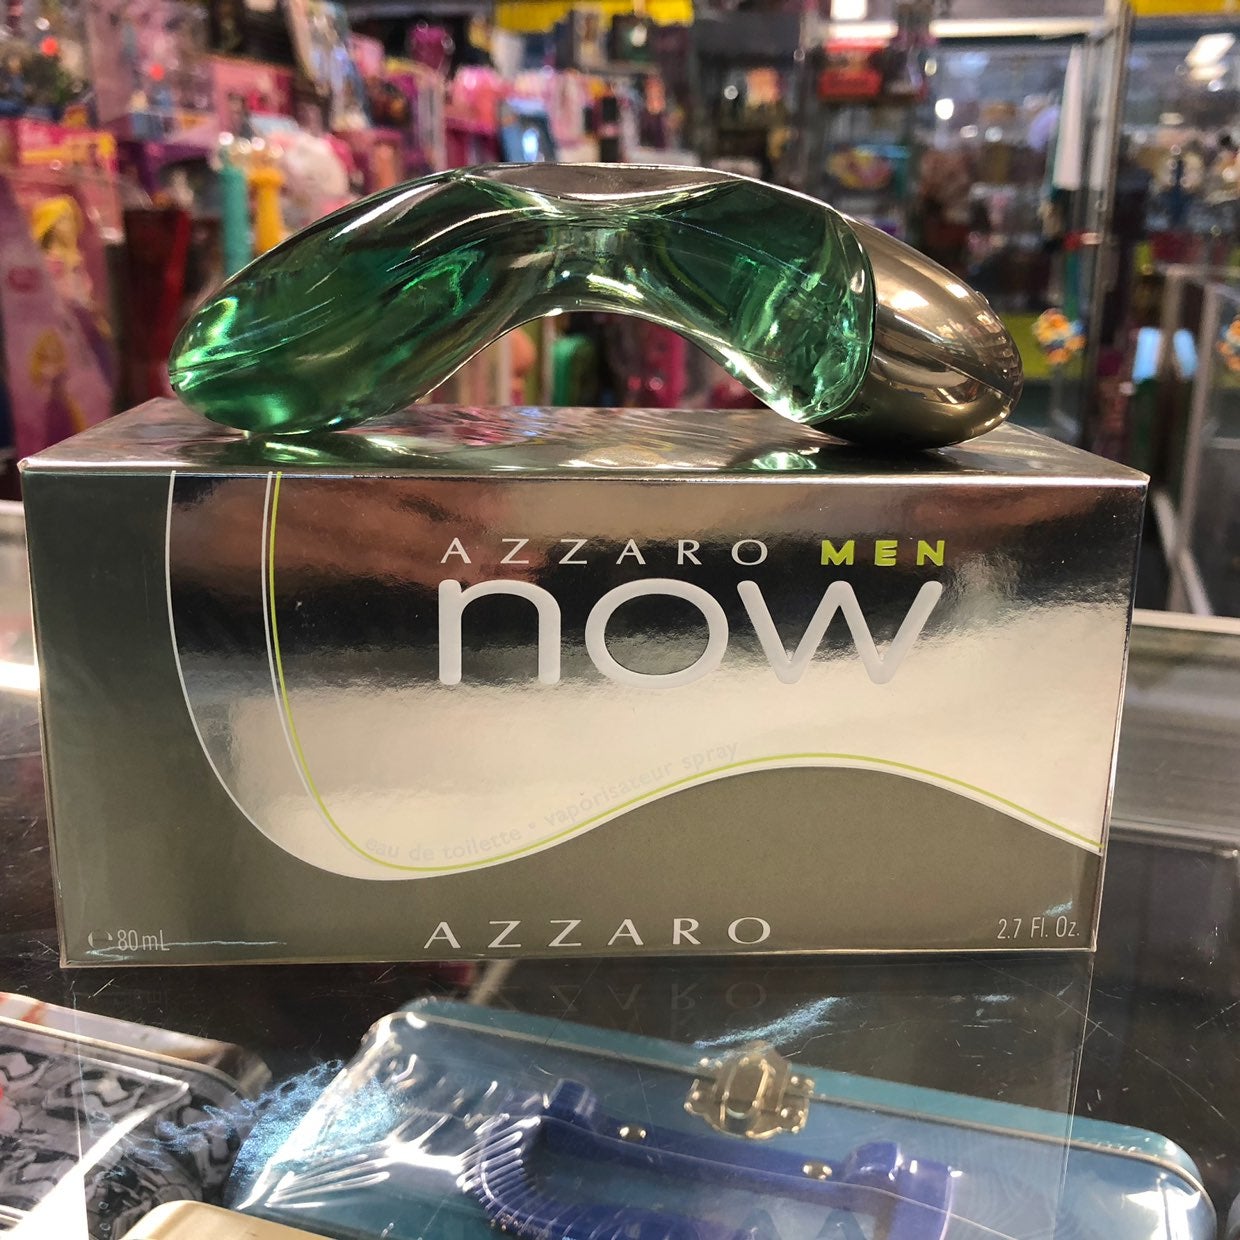 AZZARO MEN
now
eau de toilette • vaporisateur spray
℮ 80 mL
AZZARO
2.7 Fl. Oz.